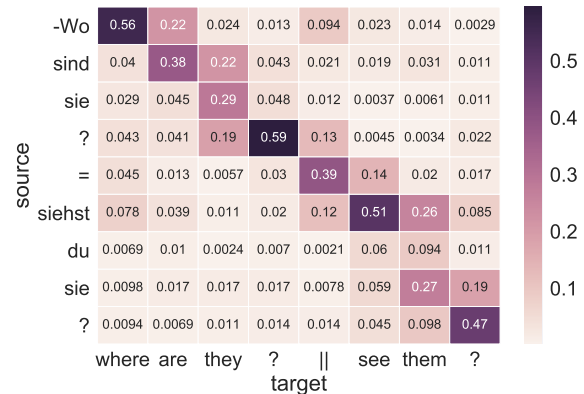 -Wo 0.56 0.22 0.024 0.013 0.094 0.023 0.014 0.0029
sind 0.04 0.38 0.22 0.043 0.021 0.019 0.031 0.011
sie 0.029 0.045 0.29 0.048 0.012 0.0037 0.0061 0.011
? 0.043 0.041 0.19 0.59 0.13 0.0045 0.0034 0.022
= 0.045 0.013 0.0057 0.03 0.39 0.14 0.02 0.017
siehst 0.078 0.039 0.011 0.02 0.12 0.51 0.26 0.085
du 0.0069 0.01 0.0024 0.007 0.0021 0.06 0.094 0.011
sie 0.0098 0.017 0.017 0.017 0.0078 0.059 0.27 0.19
? 0.0094 0.0069 0.011 0.014 0.014 0.045 0.098 0.47
where are they ? || see them ?
target
source
0.5
0.4
0.3
0.2
0.1